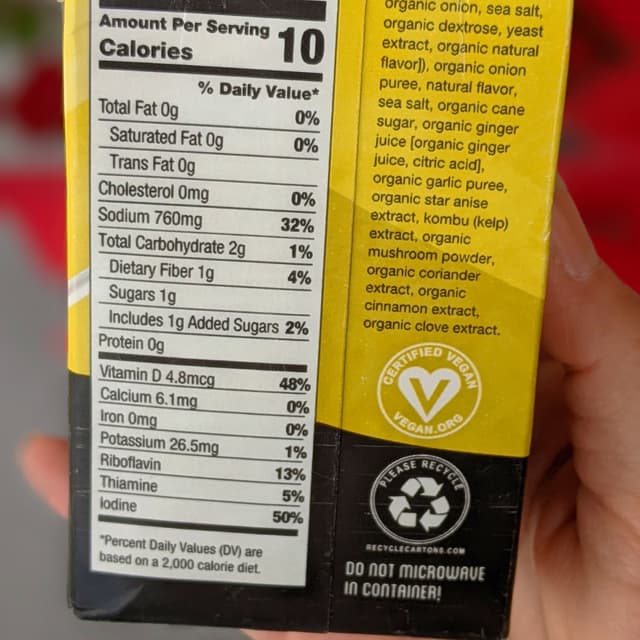 Amount Per Serving
Calories 10
% Daily Value*
Total Fat 0g 0%
Saturated Fat 0g 0%
Trans Fat 0g
Cholesterol 0mg 0%
Sodium 760mg 32%
Total Carbohydrate 2g 1%
Dietary Fiber 1g 4%
Sugars 1g
Includes 1g Added Sugars 2%
Protein 0g
Vitamin D 4.8mcg 48%
Calcium 6.1mg 0%
Iron 0mg 0%
Potassium 26.5mg 1%
Riboflavin 13%
Thiamine 5%
Iodine 50%
*Percent Daily Values (DV) are
based on a 2,000 calorie diet.
organic onion, sea salt,
organic dextrose, yeast
extract, organic natural
flavor]), organic onion
puree, natural flavor,
sea salt, organic cane
sugar, organic ginger
juice [organic ginger
juice, citric acid],
organic garlic puree,
organic star anise
extract, kombu (kelp)
extract, organic
mushroom powder,
organic coriander
extract, organic
cinnamon extract,
organic clove extract.
CERTIFIED VEGAN
VEGAN.ORG
PLEASE RECYCLE
RECYCLECARTONS.COM
DO NOT MICROWAVE
IN CONTAINER!